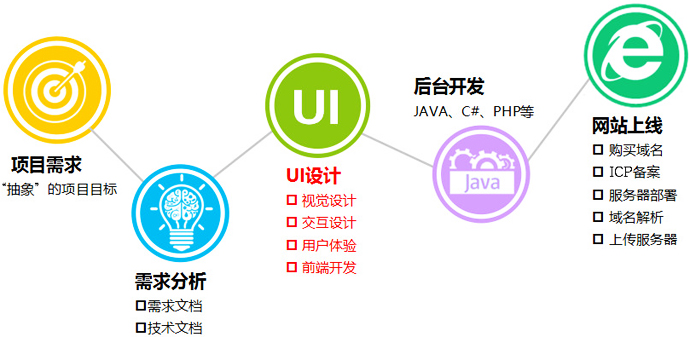 项目需求
“抽象”的项目目标
需求分析
需求文档
技术文档
UI
UI设计
视觉设计
交互设计
用户体验
前端开发
后台开发
JAVA、C#、PHP等
Java
网站上线
购买域名
ICP备案
服务器部署
域名解析
上传服务器